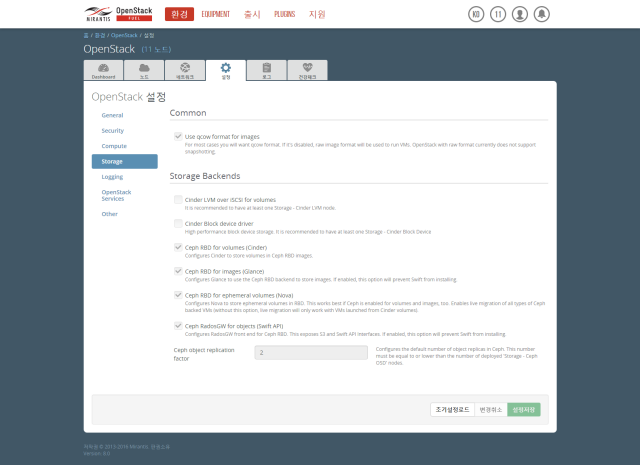 MIRANTIS
OpenStack
FUEL
환경 EQUIPMENT 출시 PLUGINS 지원
KO 11
홈 / 환경 / OpenStack / 설정
OpenStack (11 노드)
Dashboard 노드 네트워크 설정 로그 건강체크
OpenStack 설정
General
Security
Compute
Storage
Logging
OpenStack
Services
Other
Common
Use qcow format for images
For most cases you will want qcow format. If it's disabled, raw image format will be used to run VMs. OpenStack with raw format currently does not support
snapshotting.
Storage Backends
Cinder LVM over iSCSI for volumes
It is recommended to have at least one Storage - Cinder LVM node.
Cinder Block device driver
High performance block device storage. It is recommended to have at least one Storage - Cinder Block Device
Ceph RBD for volumes (Cinder)
Configures Cinder to store volumes in Ceph RBD images.
Ceph RBD for images (Glance)
Configures Glance to use the Ceph RBD backend to store images. If enabled, this option will prevent Swift from installing.
Ceph RBD for ephemeral volumes (Nova)
Configures Nova to store ephemeral volumes in RBD. This works best if Ceph is enabled for volumes and images, too. Enables live migration of all types of Ceph
backed VMs (without this option, live migration will only work with VMs launched from Cinder volumes).
Ceph RadosGW for objects (Swift API)
Configures RadosGW front end for Ceph RBD. This exposes S3 and Swift API Interfaces. If enabled, this option will prevent Swift from installing.
Ceph object replication
factor
2
Configures the default number of object replicas in Ceph. This number
must be equal to or lower than the number of deployed 'Storage - Ceph
OSD' nodes.
초기설정로드 변경취소 설정저장
저작권 © 2013-2016 Mirantis.
Version: 9.0